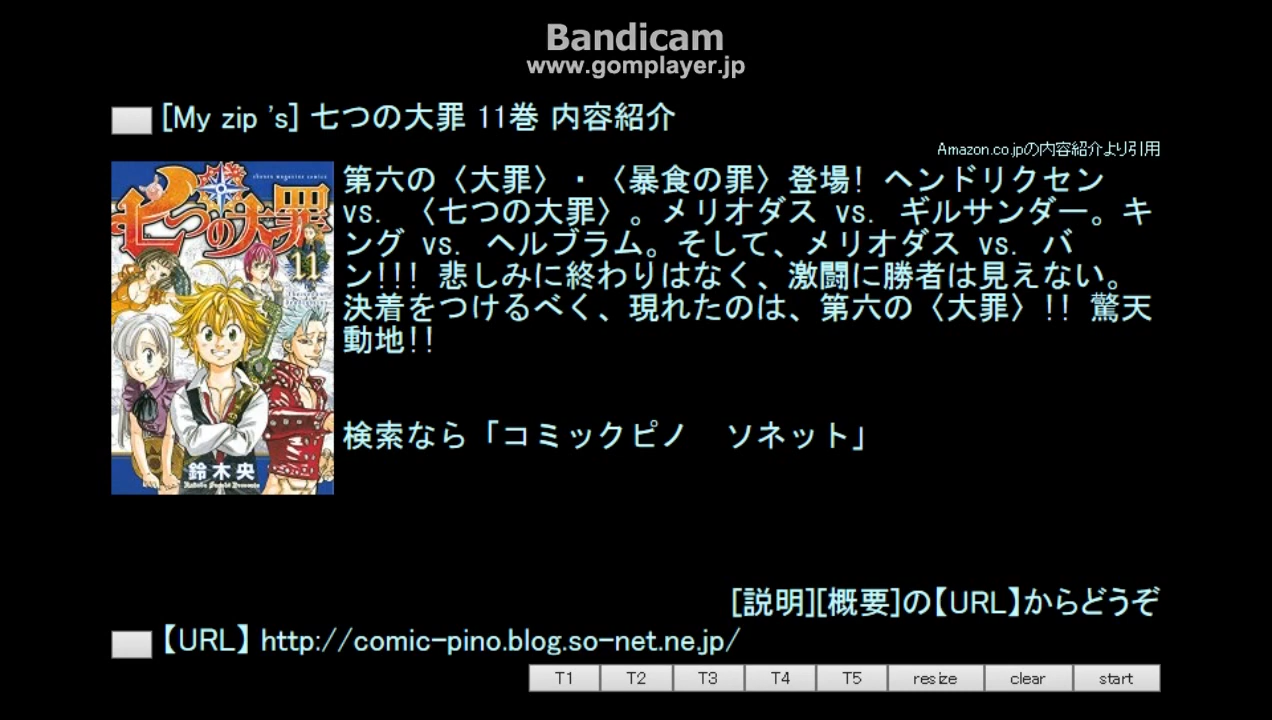 Bandicam
www.gomplayer.jp
[My zip 's] 七つの大罪 11巻 内容紹介
Amazon.co.jpの内容紹介より引用
第六の〈大罪〉・〈暴食の罪〉登場! ヘンドリクセン
vs. 〈七つの大罪〉。メリオダス vs. ギルサンダー。キ
ング vs. ヘルブラム。そして、メリオダス vs. バ
ン!!! 悲しみに終わりはなく、激闘に勝者は見えない。
決着をつけるべく、現れたのは、第六の〈大罪〉!! 驚天
動地!!
shonen magazine comics
七つの大罪
11
鈴木央
検索なら「コミックピノ　ソネット」
[説明][概要]の【URL】からどうぞ
【URL】 http://comic-pino.blog.so-net.ne.jp/
T1 T2 T3 T4 T5 resize clear start